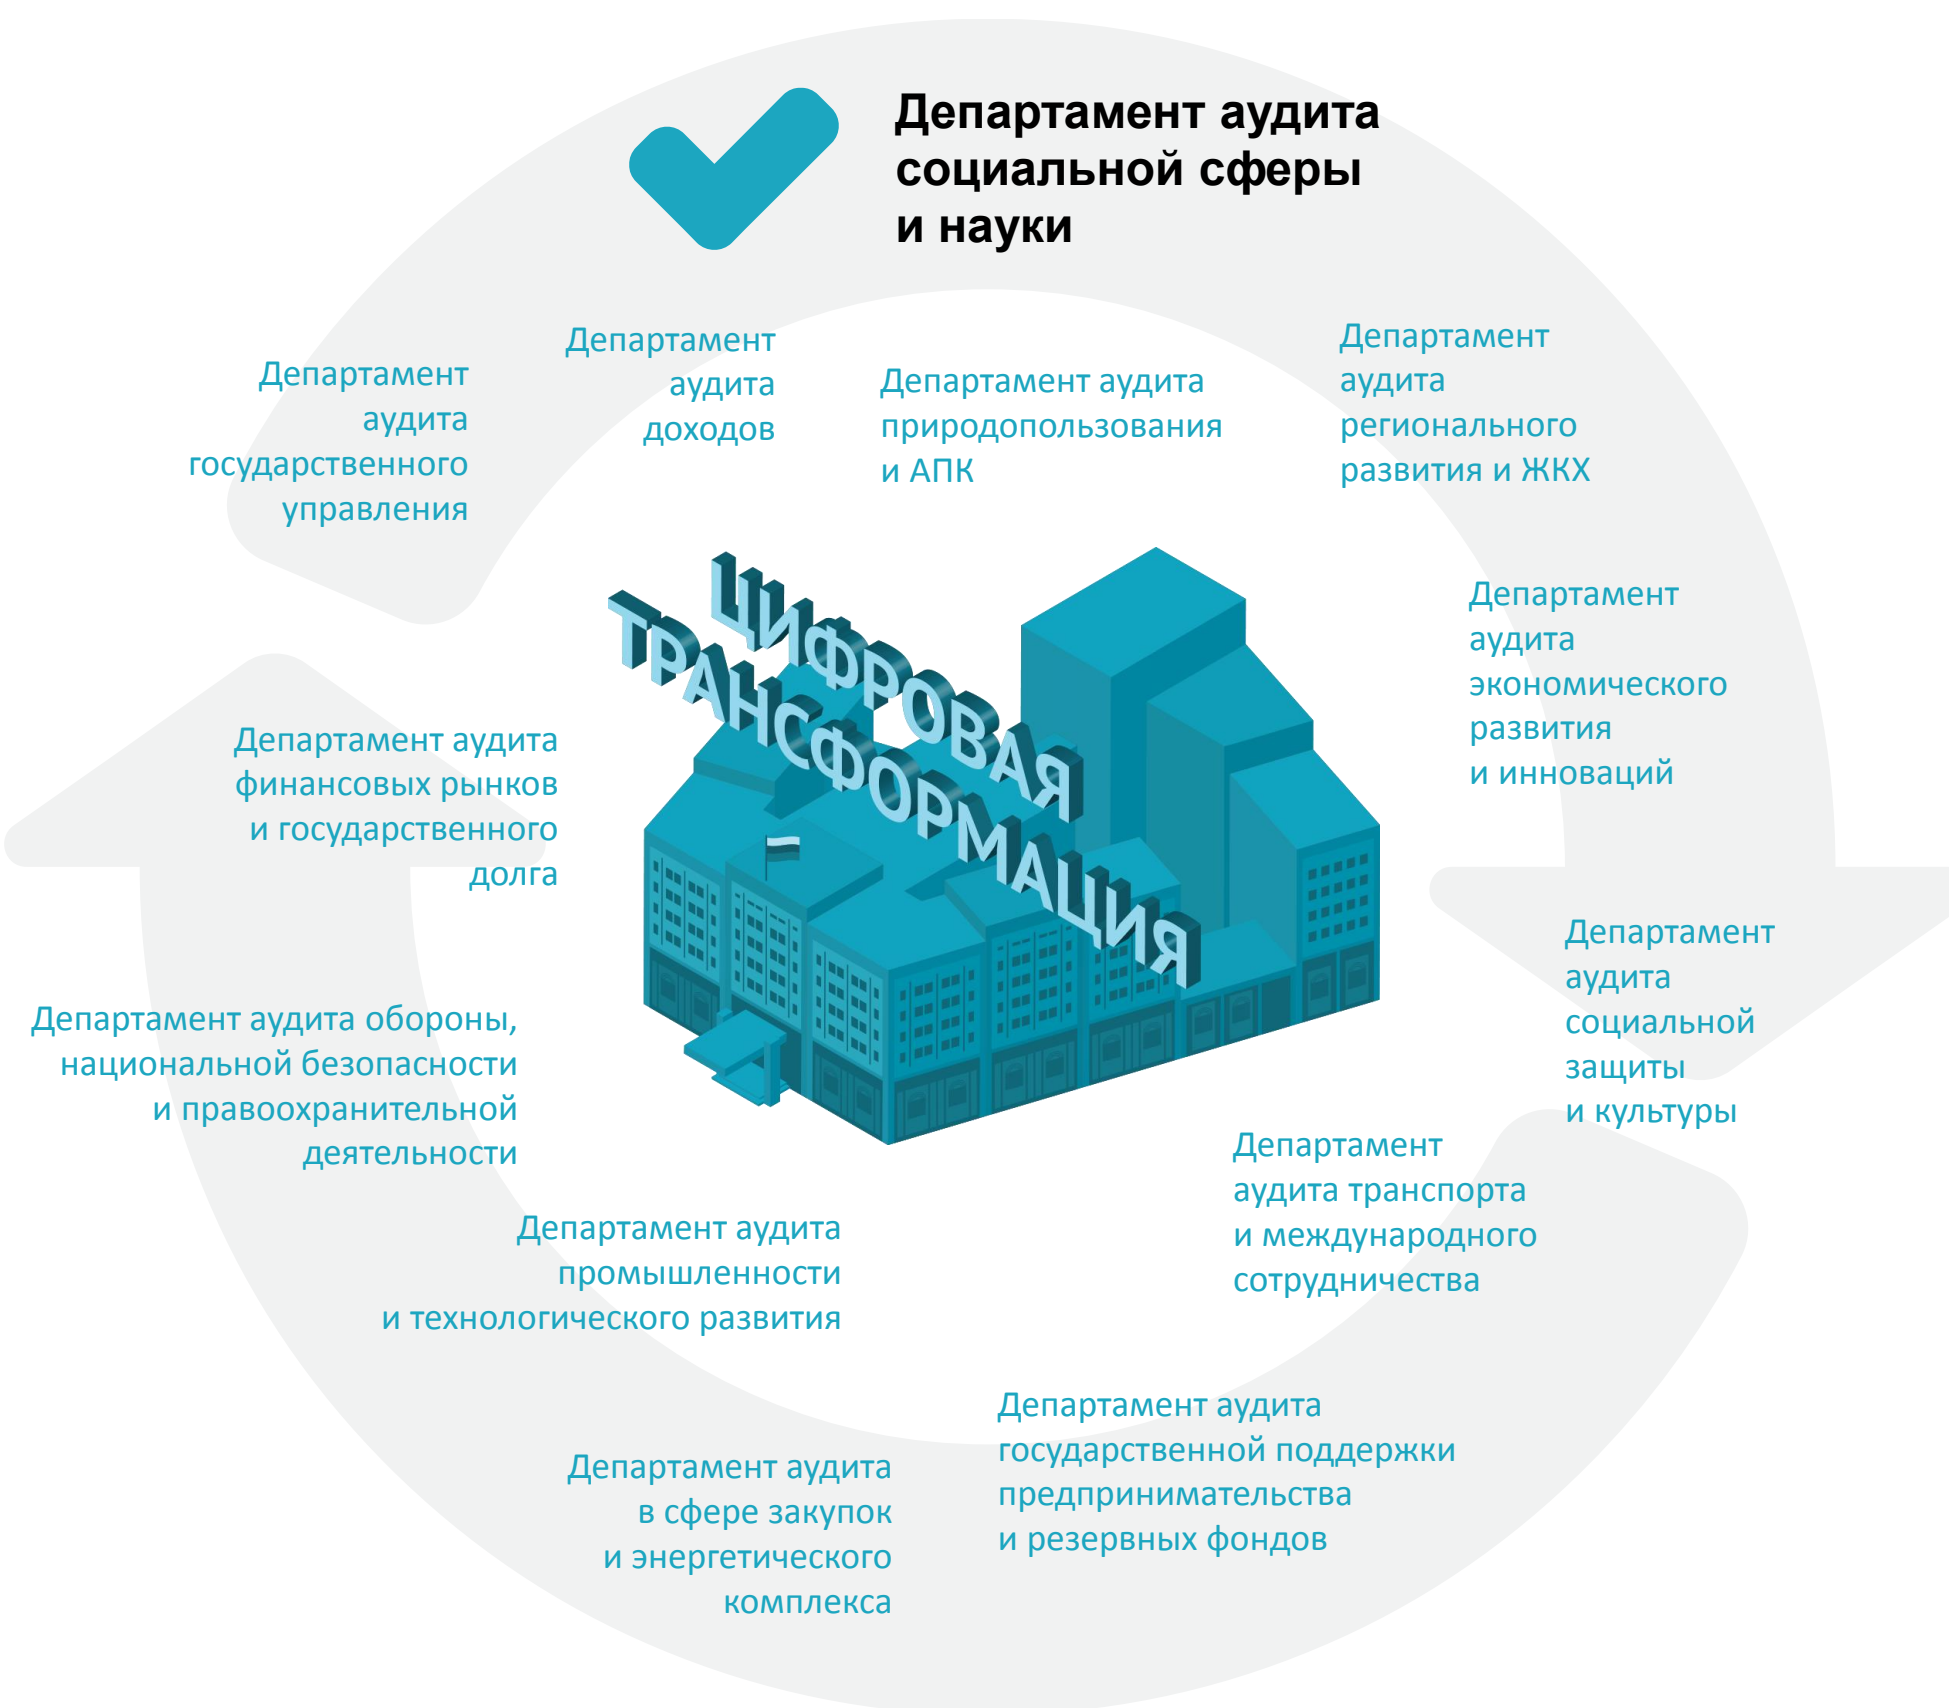 Департамент аудита
социальной сферы
и науки
Департамент
аудита
государственного
управления
Департамент
аудита
доходов
Департамент аудита
природопользования
и АПК
Департамент
аудита
регионального
развития и ЖКХ
ЦИФРОВАЯ
ТРАНСФОРМАЦИЯ
Департамент
аудита
экономического
развития
и инноваций
Департамент аудита
финансовых рынков
и государственного
долга
Департамент
аудита
социальной
защиты
и культуры
Департамент аудита обороны,
национальной безопасности
и правоохранительной
деятельности
Департамент
аудита транспорта
и международного
сотрудничества
Департамент аудита
промышленности
и технологического развития
Департамент аудита
государственной поддержки
предпринимательства
и резервных фондов
Департамент аудита
в сфере закупок
и энергетического
комплекса